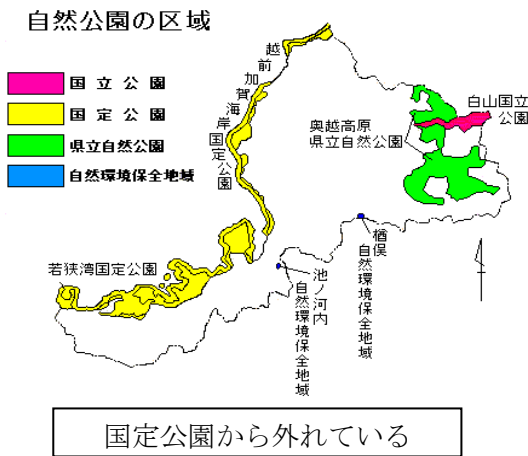 自然公園の区域
国立公園
国定公園
県立自然公園
自然環境保全地域
越前加賀海岸国定公園
白山国立
公園
奥越高原
県立自然公園
若狭湾国定公園
楢俣
自然環境保全地域
池ノ河内
自然環境保全地域
国定公園から外れている